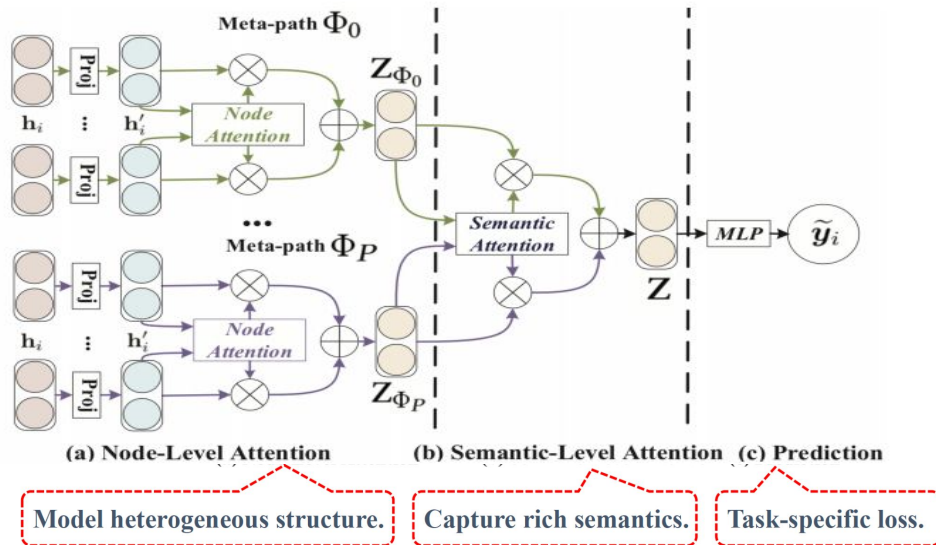 Meta-path Φ0
Proj
Proj
hi
...
h′i
Node
Attention
ZΦ0
...
Meta-path ΦP
Proj
Proj
hi
...
h′i
Node
Attention
ZΦP
Semantic
Attention
Z
MLP
ỹi
(a) Node-Level Attention
(b) Semantic-Level Attention
(c) Prediction
Model heterogeneous structure.
Capture rich semantics.
Task-specific loss.